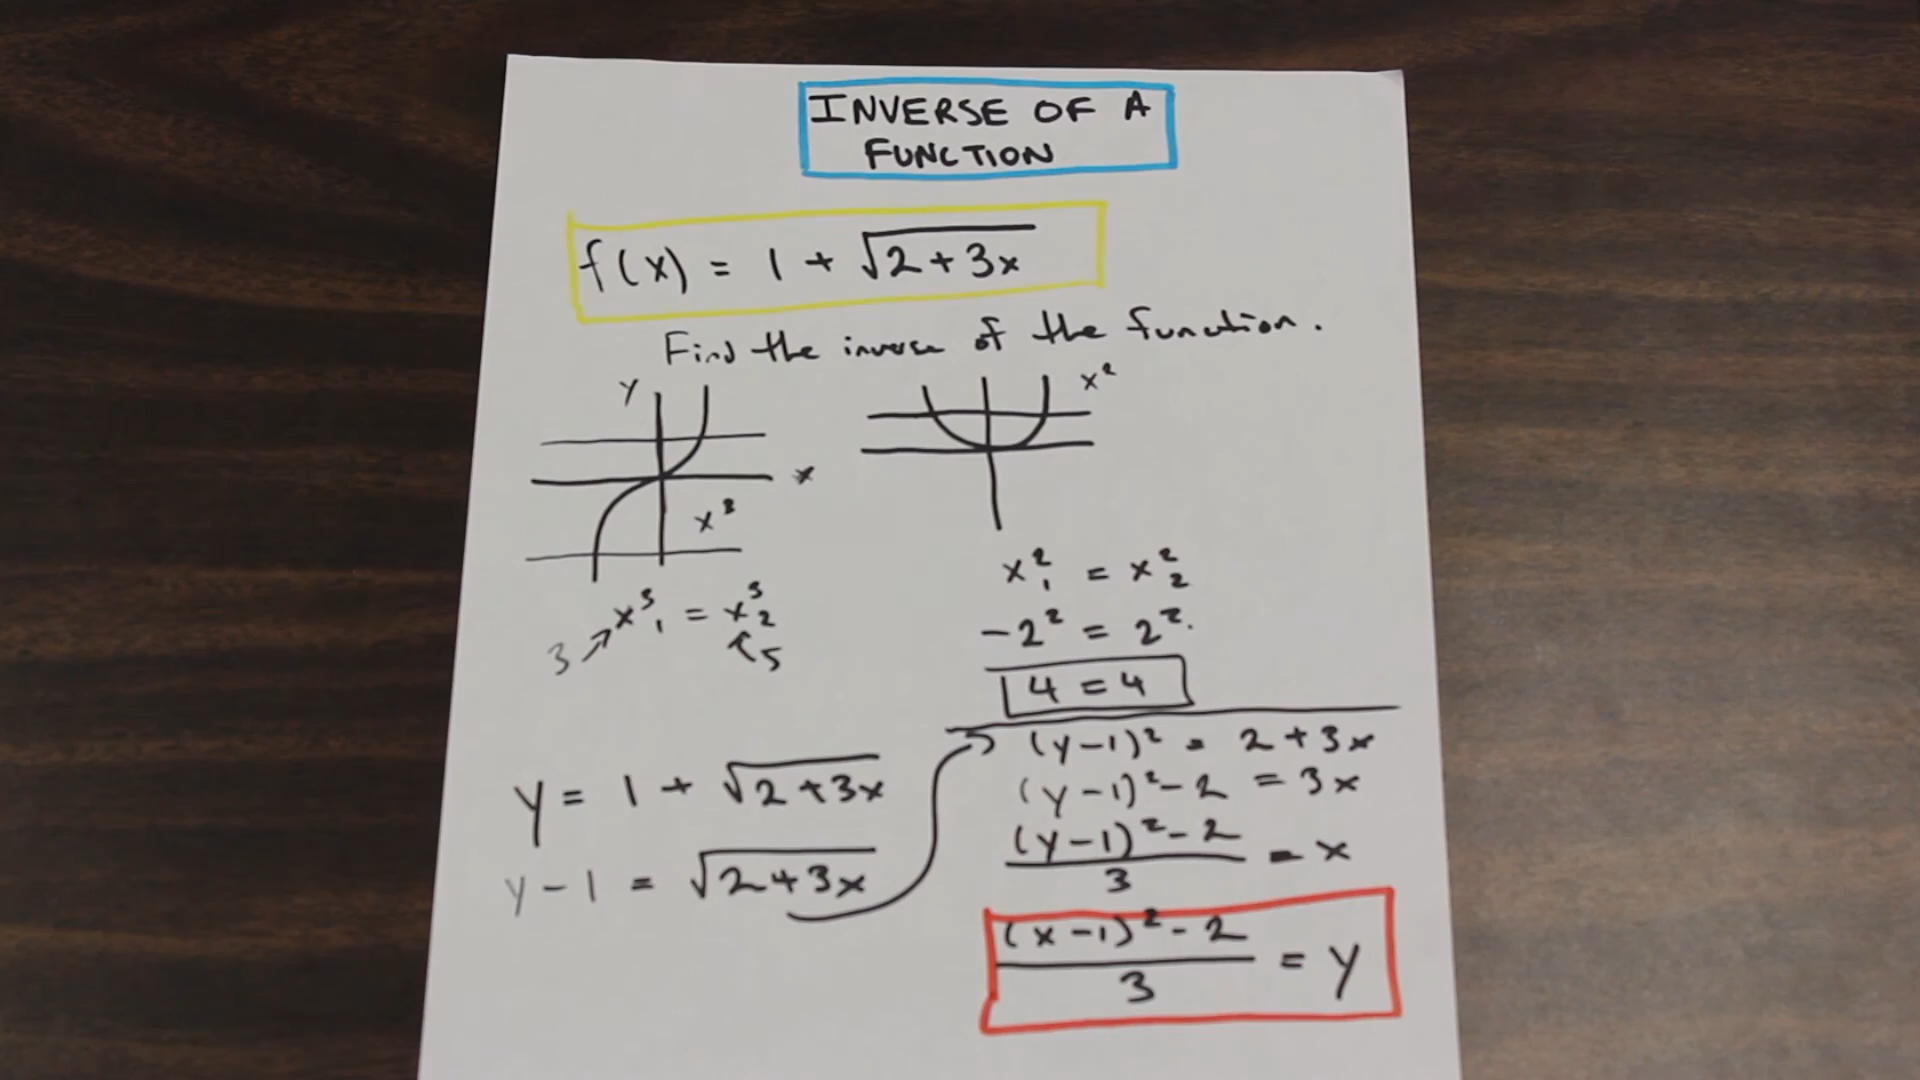 INVERSE OF A
FUNCTION
f(x) = 1 + √2+3x
Find the inverse of the function.
y
x
x³
x₁³ = x₂³
3
5
x²
x₁² = x₂²
-2² = 2².
4 = 4
y = 1 + √2+3x
y-1 = √2+3x
(y-1)² = 2+3x
(y-1)²-2 = 3x
(y-1)²-2
3
= x
(x-1)²-2
3
= y